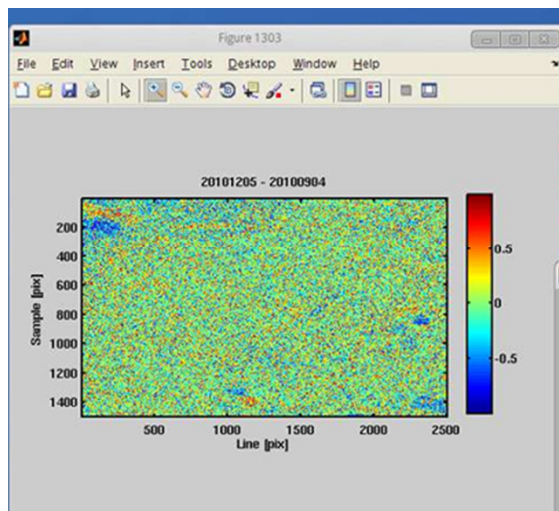 Figure 1303
File Edit View Insert Tools Desktop Window Help
20101205 - 20100904
Sample [pix]
200
400
600
800
1000
1200
1400
500 1000 1500 2000 2500
Line [pix]
0.5
0
-0.5